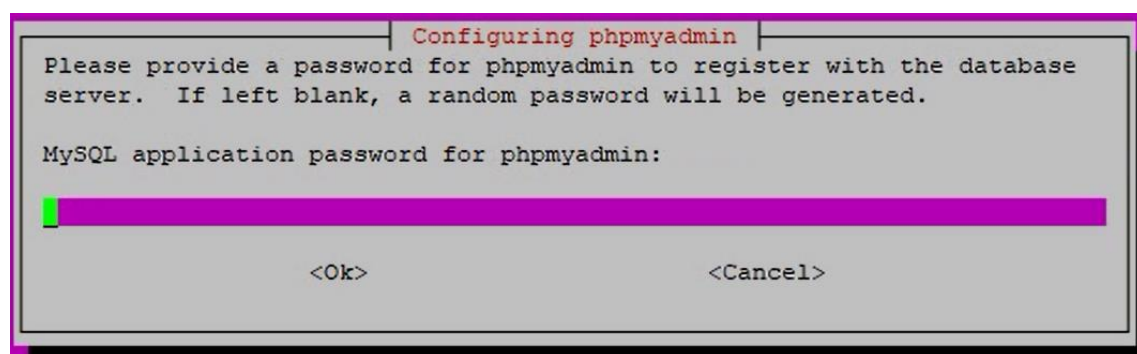 Configuring phpmyadmin
Please provide a password for phpmyadmin to register with the database
server.  If left blank, a random password will be generated.
MySQL application password for phpmyadmin:
<Ok> <Cancel>